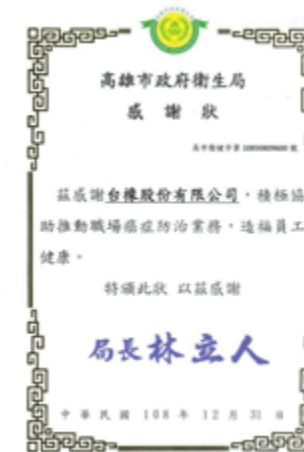 高雄市政府衛生局
感謝狀
茲感謝台橡股份有限公司,積極協
助推動職場癌症防治業務,造福員工
健康。
特頒此狀 以茲感謝
局長林立人
中華民國 108 年 12 月 31 日